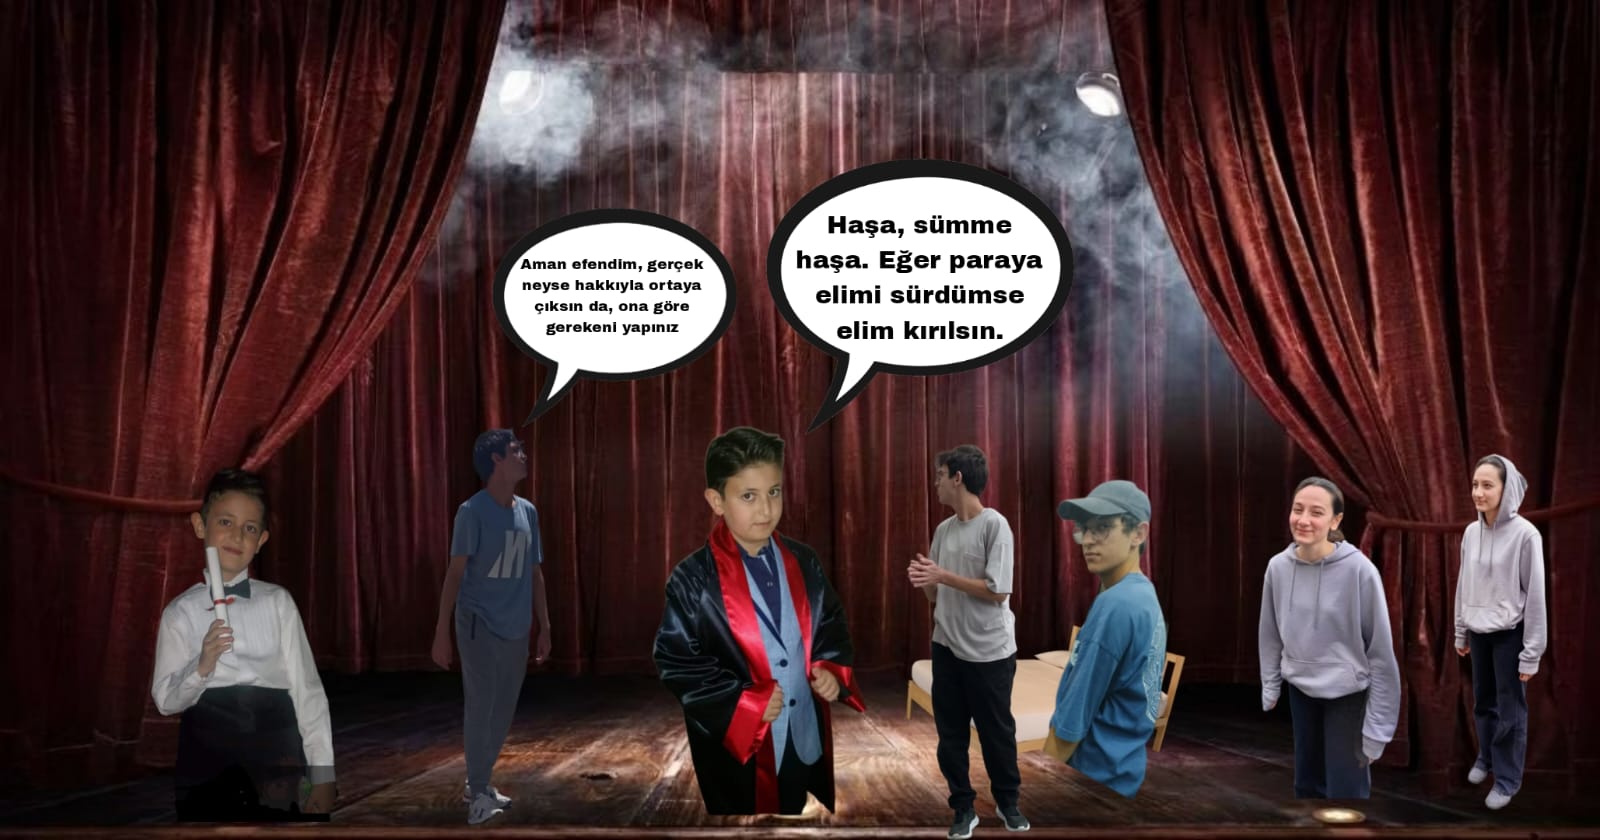 Aman efendim, gerçek
neyse hakkıyla ortaya
çıksın da, ona göre
gerekeni yapınız
Haşa, sümme
haşa. Eğer paraya
elimi sürdümse
elim kırılsın.